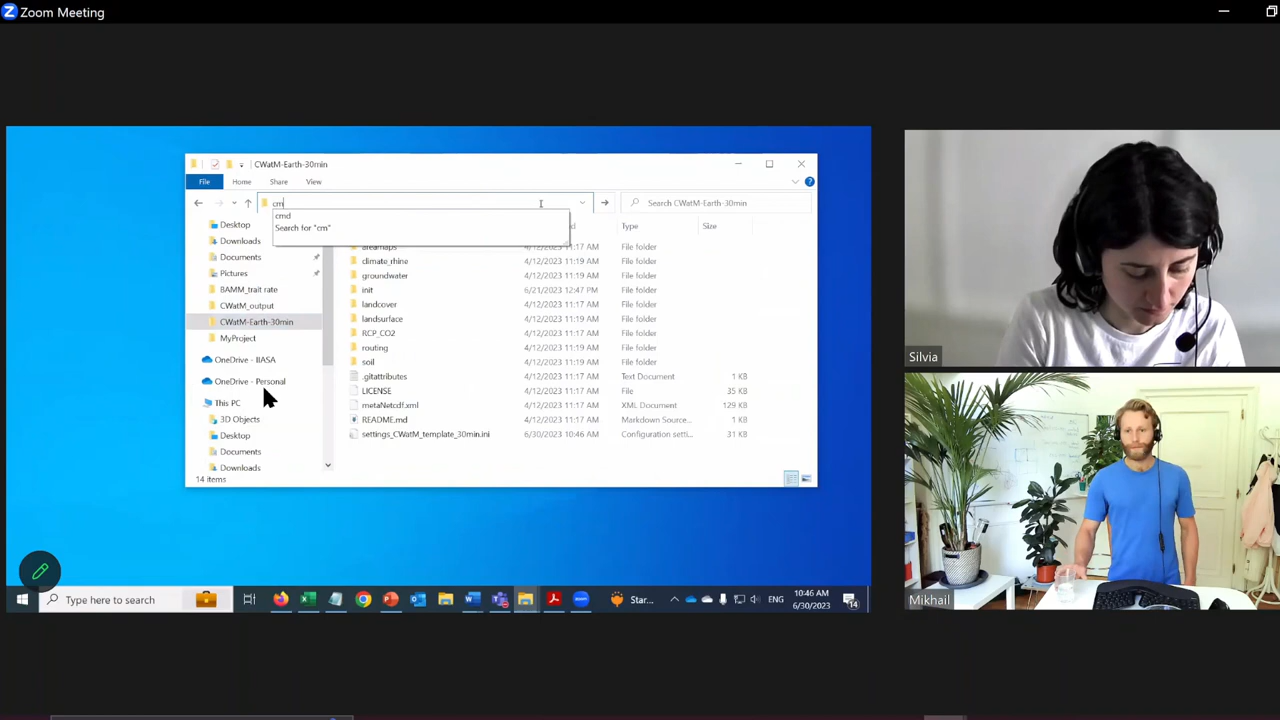 Zoom Meeting
CWatM-Earth-30min
File Home Share View
cm
Search CWatM-Earth-30min
cmd
Search for "cm"
Type Size
Desktop
Downloads
Documents
Pictures
BAMM_trait rate
CWatM_output
CWatM-Earth-30min
MyProject
OneDrive - IIASA
OneDrive - Personal
This PC
3D Objects
Desktop
Documents
Downloads
areamaps 4/12/2023 11:17 AM File folder
climate_rhine 4/12/2023 11:19 AM File folder
groundwater 4/12/2023 11:19 AM File folder
init 6/21/2023 12:47 PM File folder
landcover 4/12/2023 11:17 AM File folder
landsurface 4/12/2023 11:19 AM File folder
RCP_CO2 4/12/2023 11:17 AM File folder
routing 4/12/2023 11:19 AM File folder
soil 4/12/2023 11:19 AM File folder
.gitattributes 4/12/2023 11:17 AM Text Document 1 KB
LICENSE 4/12/2023 11:17 AM File 35 KB
metaNetcdf.xml 4/12/2023 11:17 AM XML Document 129 KB
README.md 4/12/2023 11:17 AM Markdown Source... 1 KB
settings_CWatM_template_30min.ini 6/30/2023 10:46 AM Configuration setti... 31 KB
14 items
Type here to search
Star...
ENG
10:46 AM
6/30/2023
14
Silvia
Mikhail